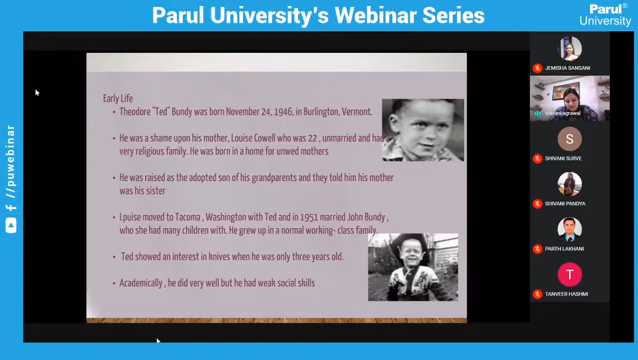 Parul University's Webinar Series
Parul®
University
Early Life
• Theodore "Ted" Bundy was born November 24, 1946, in Burlington, Vermont.
• He was a shame upon his mother, Louise Cowell who was 22 , unmarried and had
very religious family. He was born in a home for unwed mothers
• He was raised as the adopted son of his grandparents and they told him his mother
was his sister
• Lpuise moved to Tacoma , Washington with Ted and in 1951 married John Bundy ,
who she had many children with. He grew up in a normal working- class family.
• Ted showed an interest in knives when he was only three years old.
• Academically , he did very well but he had weak social skills
JEMISHA SANGANI
S
SHIVANI SURVE
SHIVANI PANDYA
PARTH LAKHANI
T
TANVEER HASHMI
f //puwebinar